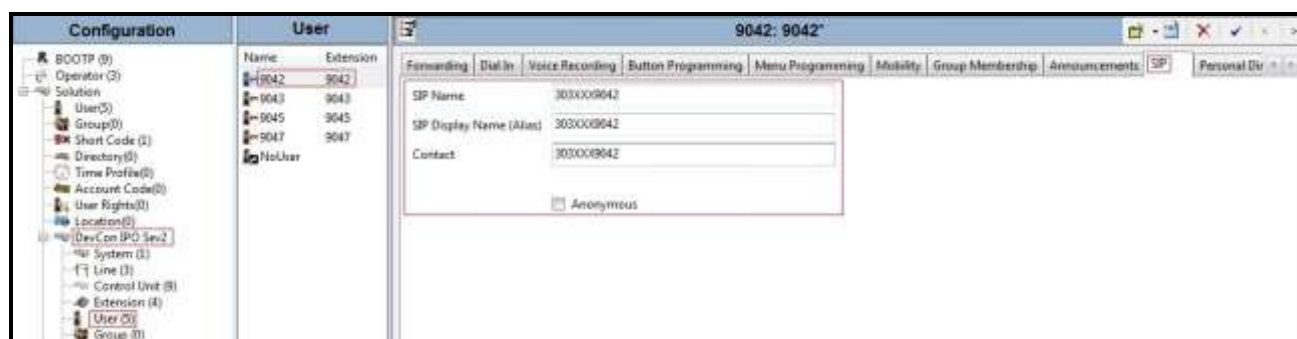 Configuration
BOOTP (9)
Operator (3)
Solution
User(5)
Group(0)
Short Code (1)
Directory(0)
Time Profile(0)
Account Code(0)
User Rights(0)
Location(0)
DevCon IPO Sev2
System (1)
Line (3)
Control Unit (9)
Extension (4)
User (5)
Group (0)
User
Name Extension
9042 9042
9043 9043
9045 9045
9047 9047
NoUser
9042: 9042*
Forwarding Dial In Voice Recording Button Programming Menu Programming Mobility Group Membership Announcements SIP Personal Dir
SIP Name 303XXX9042
SIP Display Name (Alias) 303XXX9042
Contact 303XXX9042
Anonymous